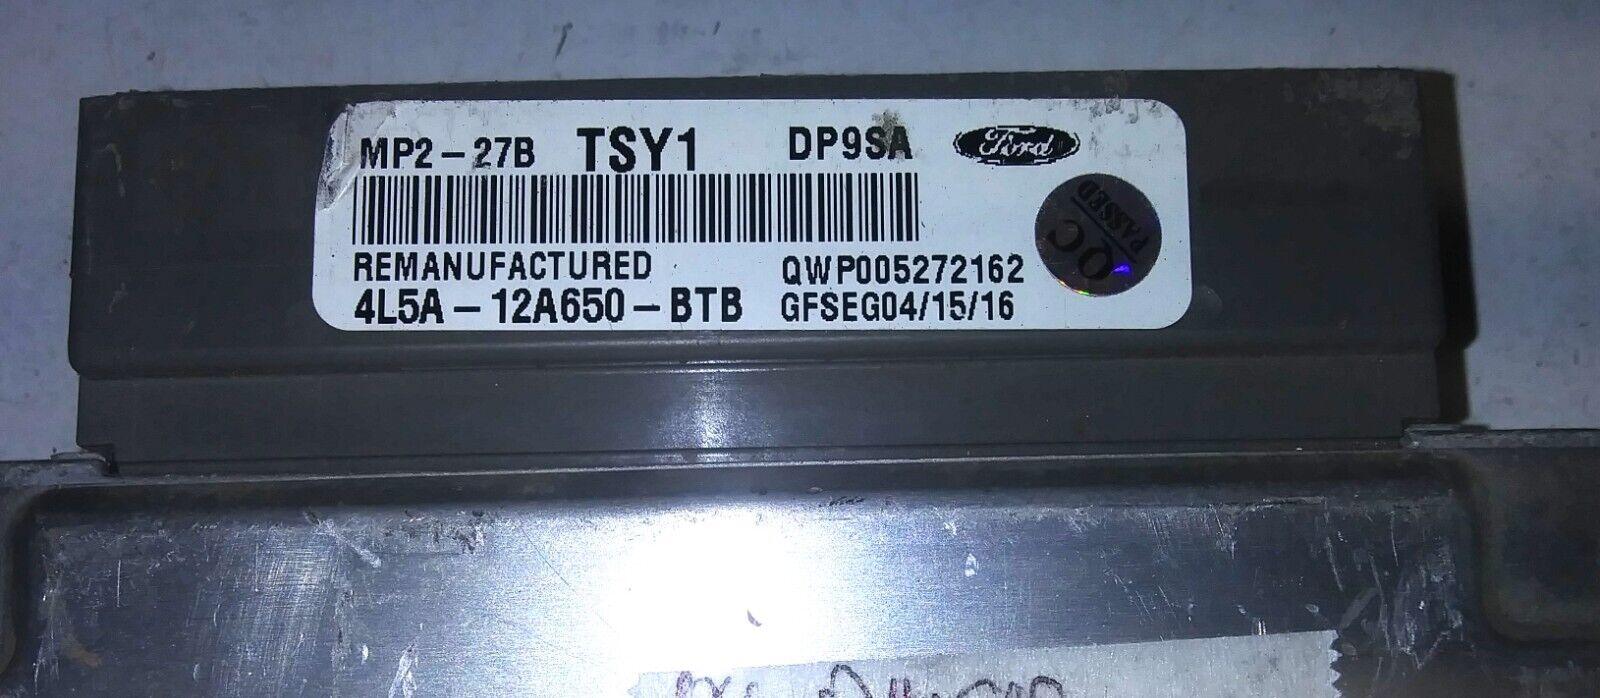 MP2-27B TSY1 DP9SA Ford
QC PASSED
REMANUFACTURED QWP005272162
4L5A-12A650-BTB GFSEG04/15/16